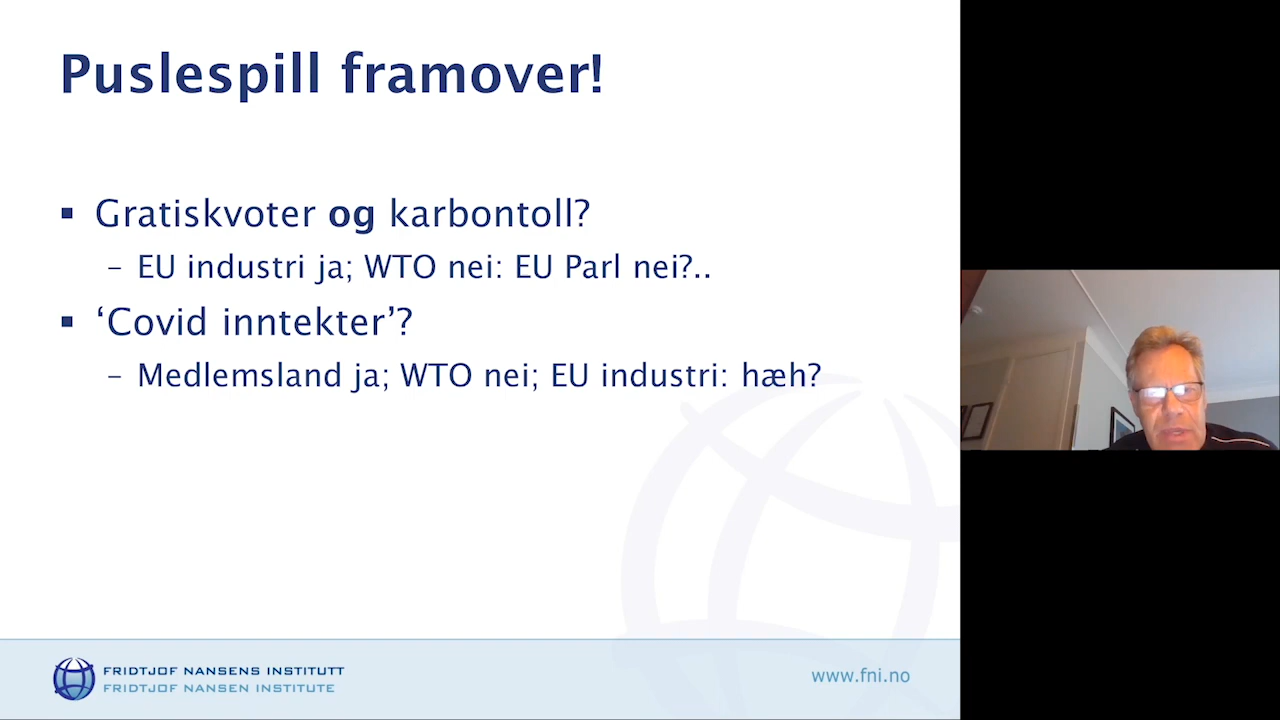 Puslespill framover!
Gratiskvoter og karbontoll?
– EU industri ja; WTO nei: EU Parl nei?..
‘Covid inntekter’?
– Medlemsland ja; WTO nei; EU industri: hæh?
FRIDTJOF NANSENS INSTITUTT
FRIDTJOF NANSEN INSTITUTE
www.fni.no